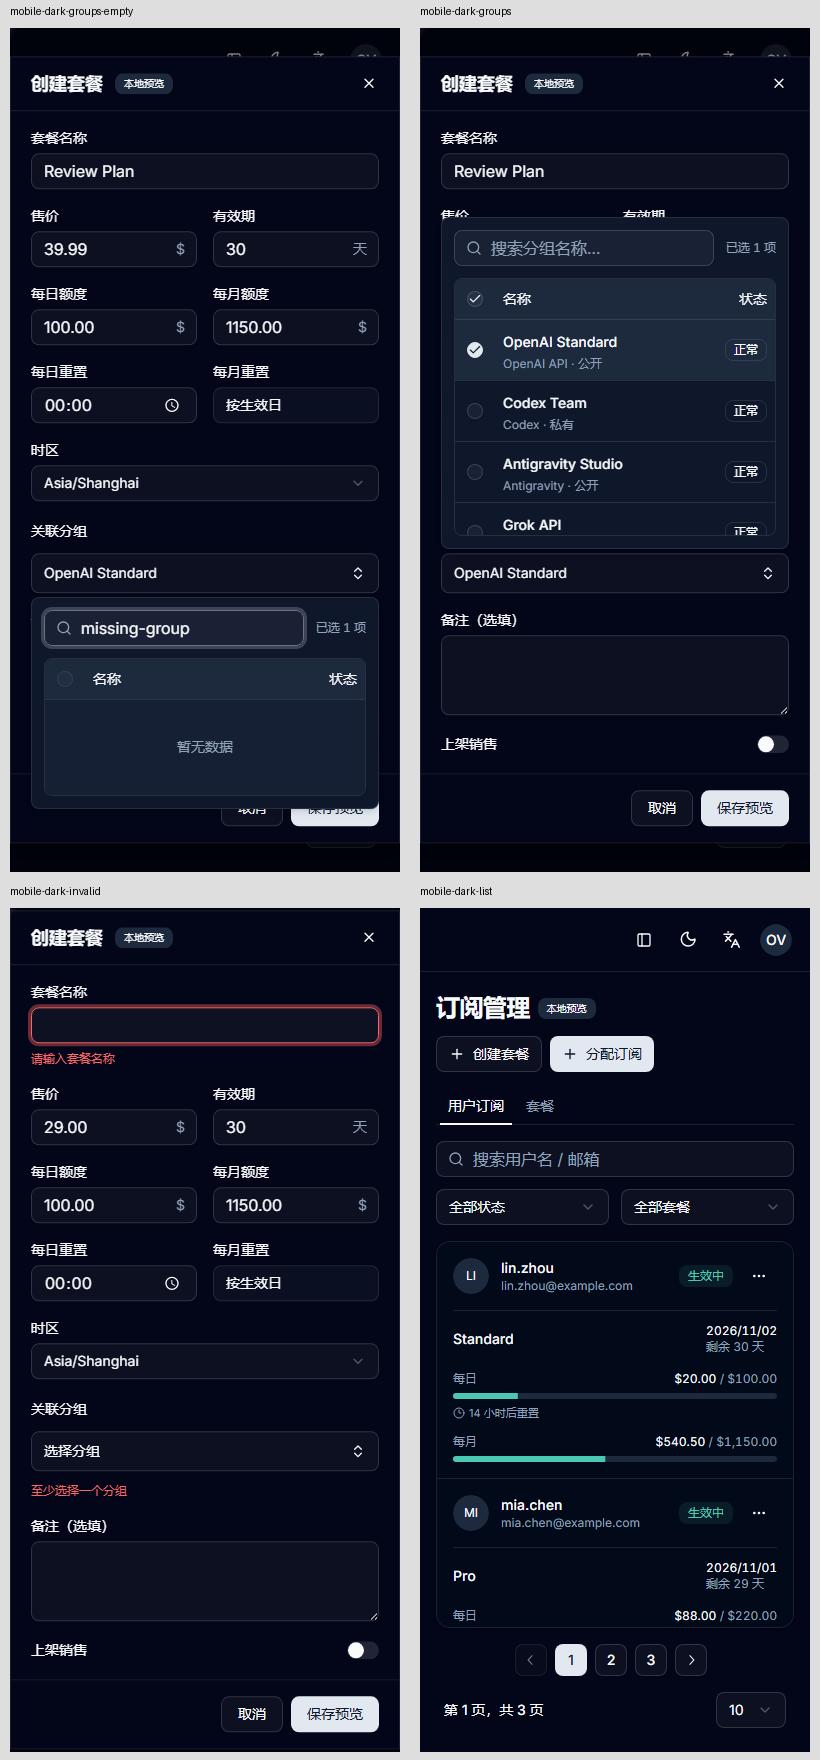 mobile-dark-groups-empty
创建套餐 本地预览
套餐名称
Review Plan
售价 有效期
39.99 $ 30 天
每日额度 每月额度
100.00 $ 1150.00 $
每日重置 每月重置
00:00 按生效日
时区
Asia/Shanghai
关联分组
OpenAI Standard
missing-group 已选 1 项
名称 状态
暂无数据
取消 保存预览
mobile-dark-groups
创建套餐 本地预览
套餐名称
Review Plan
售价 有效期
搜索分组名称... 已选 1 项
名称 状态
OpenAI Standard 正常
OpenAI API · 公开
Codex Team 正常
Codex · 私有
Antigravity Studio 正常
Antigravity · 公开
Grok API 正常
OpenAI Standard
备注（选填）
上架销售
取消 保存预览
mobile-dark-invalid
创建套餐 本地预览
套餐名称
请输入套餐名称
售价 有效期
29.00 $ 30 天
每日额度 每月额度
100.00 $ 1150.00 $
每日重置 每月重置
00:00 按生效日
时区
Asia/Shanghai
关联分组
选择分组
至少选择一个分组
备注（选填）
上架销售
取消 保存预览
mobile-dark-list
OV
订阅管理 本地预览
创建套餐 分配订阅
用户订阅 套餐
搜索用户名 / 邮箱
全部状态 全部套餐
LI lin.zhou 生效中
lin.zhou@example.com
Standard 2026/11/02
剩余 30 天
每日 $20.00 / $100.00
14 小时后重置
每月 $540.50 / $1,150.00
MI mia.chen 生效中
mia.chen@example.com
Pro 2026/11/01
剩余 29 天
每日 $88.00 / $220.00
1 2 3
第 1 页，共 3 页 10